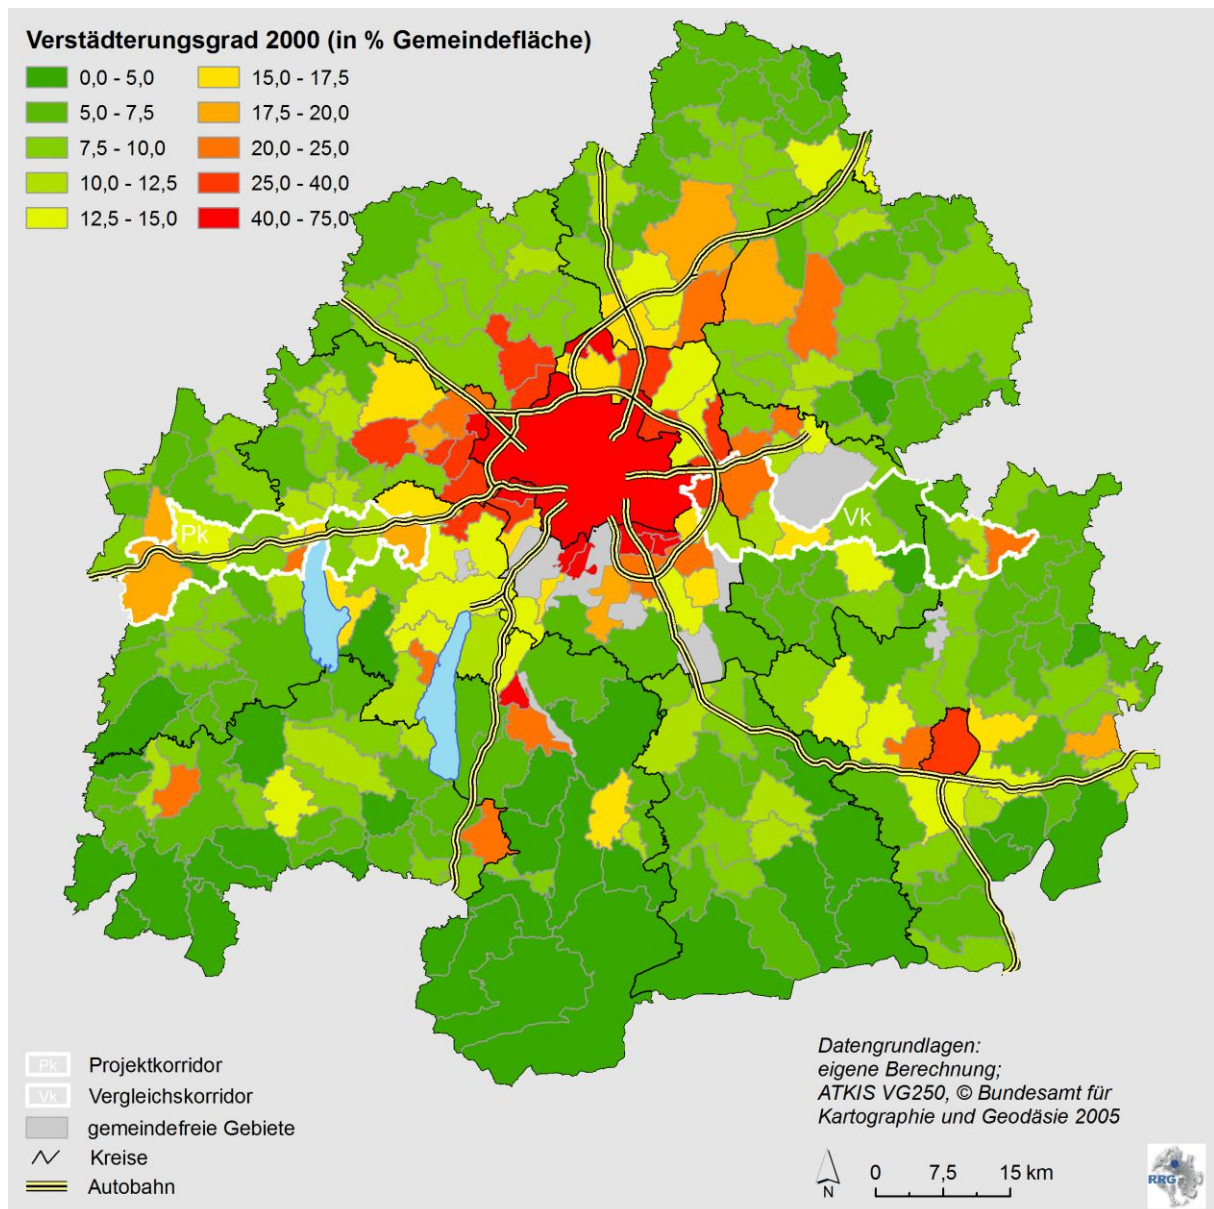 Verstädterungsgrad 2000 (in % Gemeindefläche)
0,0 - 5,0
5,0 - 7,5
7,5 - 10,0
10,0 - 12,5
12,5 - 15,0
15,0 - 17,5
17,5 - 20,0
20,0 - 25,0
25,0 - 40,0
40,0 - 75,0
Pk
Vk
Pk Projektkorridor
Vk Vergleichskorridor
gemeindefreie Gebiete
Kreise
Autobahn
Datengrundlagen:
eigene Berechnung;
ATKIS VG250, © Bundesamt für
Kartographie und Geodäsie 2005
N
0 7,5 15 km
RRG